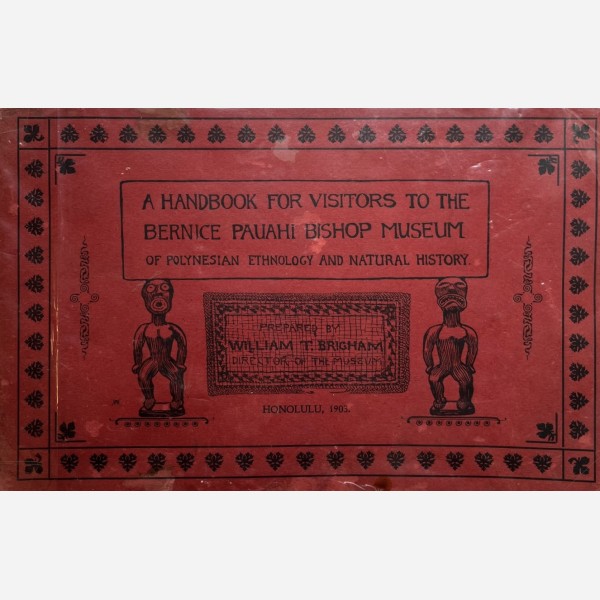 A HANDBOOK FOR VISITORS TO THE
BERNICE PAUAHI BISHOP MUSEUM
OF POLYNESIAN ETHNOLOGY AND NATURAL HISTORY.
PREPARED BY
WILLIAM T. BRIGHAM
DIRECTOR OF THE MUSEUM
HONOLULU, 1903.